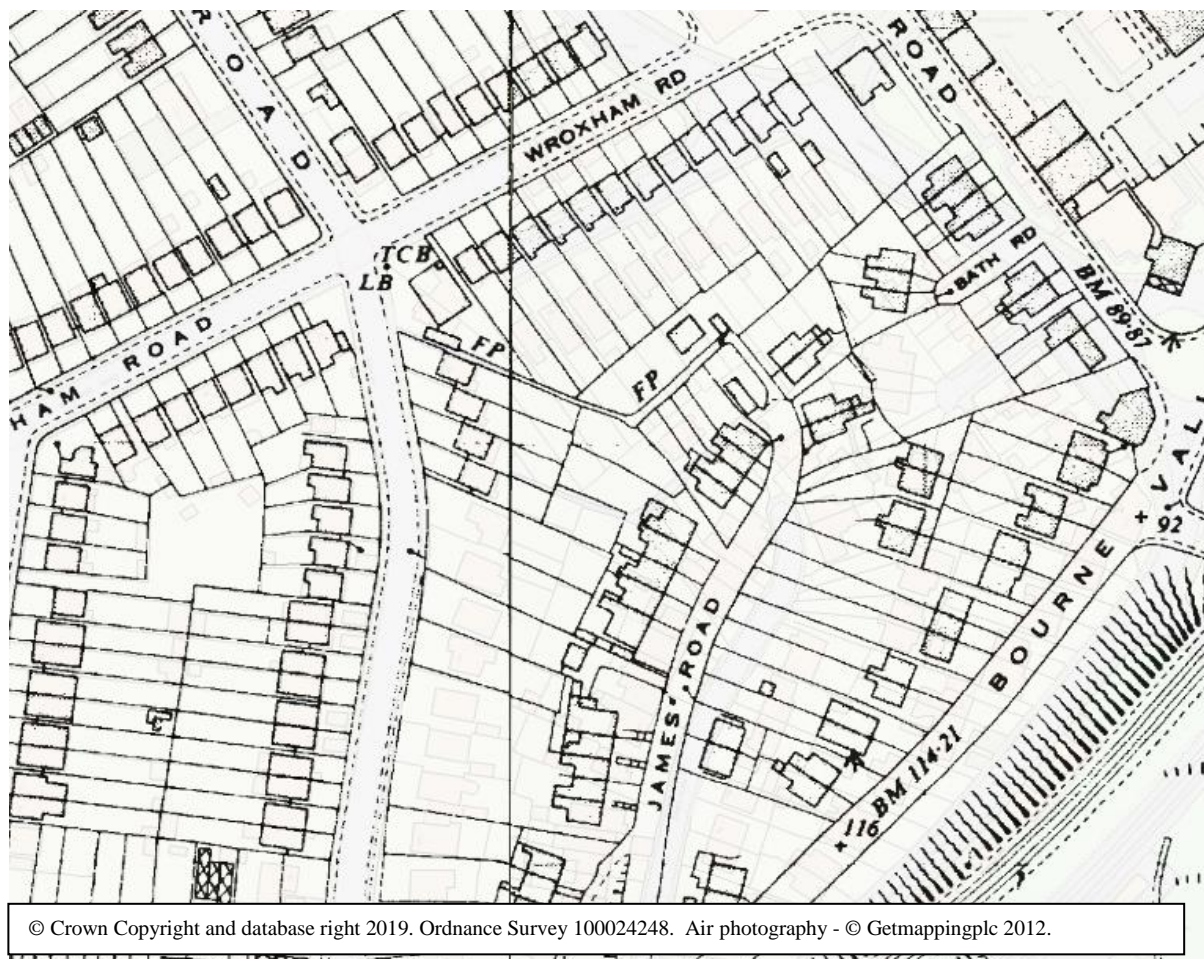 ROAD
ROAD
WROXHAM RD
TCB
LB
BATH RD
BM 89·87
HAM ROAD
FP
FP
VALL
+ 92
BOURNE
JAMES' ROAD
BM 114·21
116
© Crown Copyright and database right 2019. Ordnance Survey 100024248. Air photography - © Getmappingplc 2012.